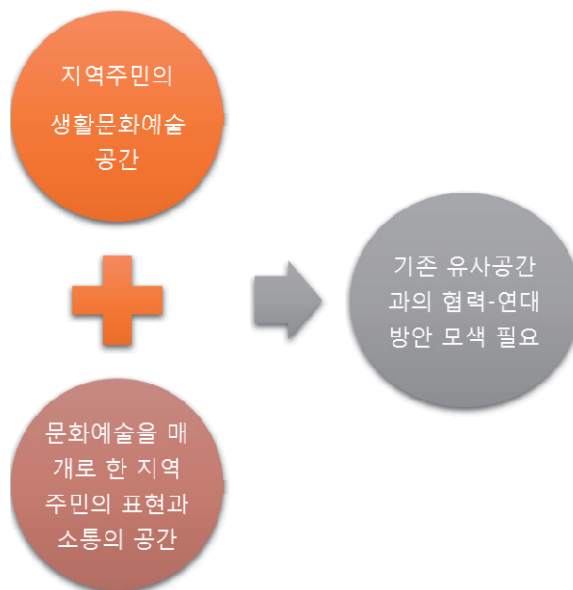 지역주민의
생활문화예술
공간
문화예술을 매
개로 한 지역
주민의 표현과
소통의 공간
기존 유사공간
과의 협력-연대
방안 모색 필요